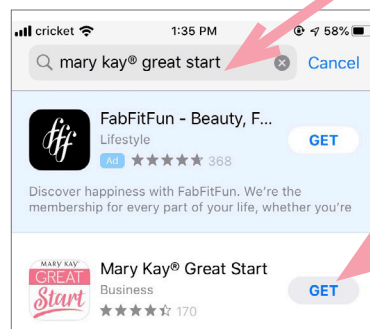 cricket 1:35 PM 58%
mary kay® great start Cancel
fff
FabFitFun - Beauty, F...
Lifestyle
GET
Ad 368
Discover happiness with FabFitFun. We're the
membership for every part of your life, whether you're
MARY KAY
GREAT
Start
Mary Kay® Great Start
Business
GET
170